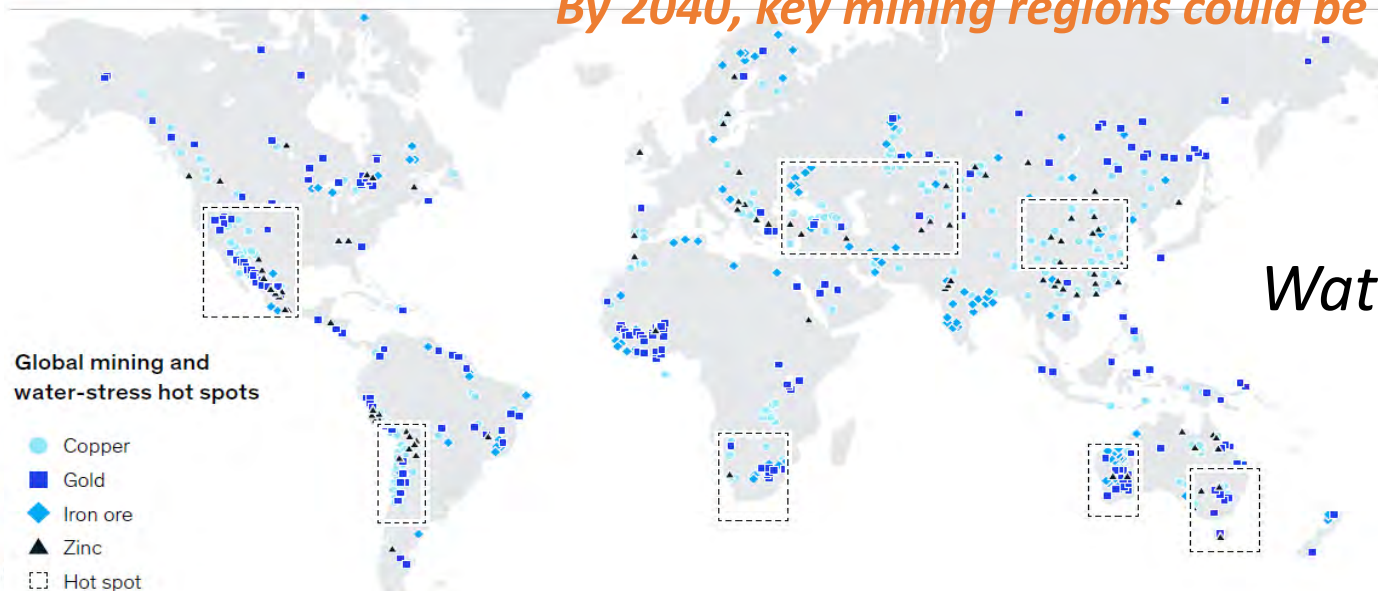 By 2040, key mining regions could be
Wat
Global mining and
water-stress hot spots
Copper
Gold
Iron ore
Zinc
Hot spot